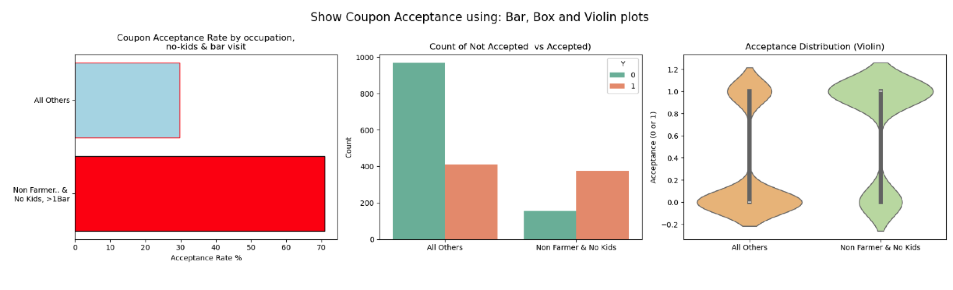 Show Coupon Acceptance using: Bar, Box and Violin plots
Coupon Acceptance Rate by occupation,
no-kids & bar visit
All Others
Non Farmer.. &
No Kids, >1Bar
0 10 20 30 40 50 60 70
Acceptance Rate %
Count of Not Accepted  vs Accepted)
Y
0
1
Count
1000
800
600
400
200
0
All Others
Non Farmer & No Kids
Acceptance Distribution (Violin)
Acceptance (0 or 1)
1.2
1.0
0.8
0.6
0.4
0.2
0.0
−0.2
All Others
Non Farmer & No Kids